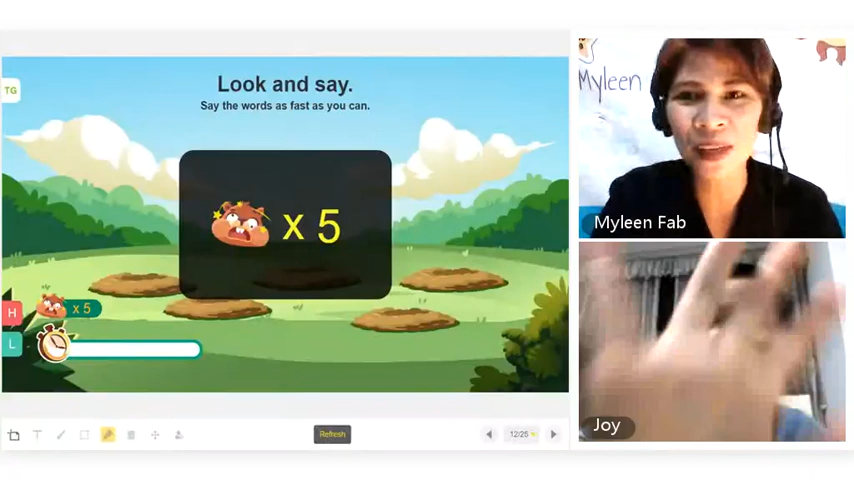 TG
Look and say.
Say the words as fast as you can.
x 5
H
x 5
L
T
Refresh
12/25
Myleen
Myleen Fab
Joy